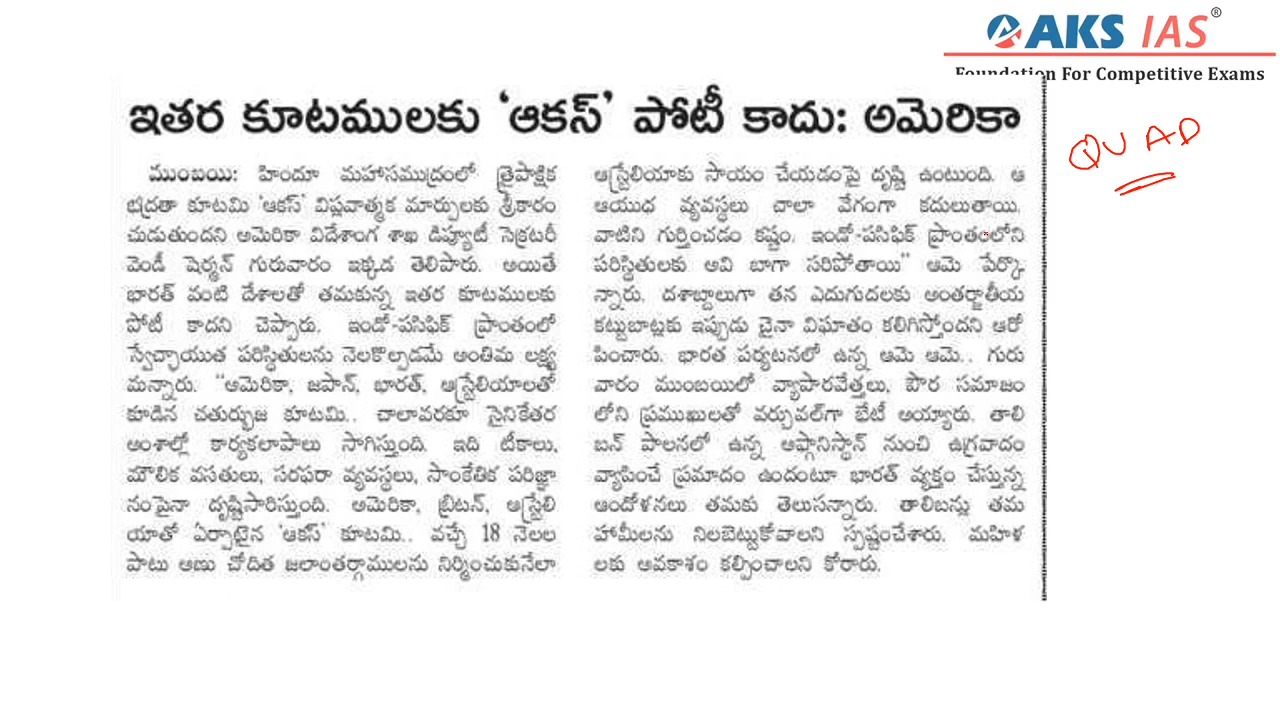 AKS IAS®
Foundation For Competitive Exams
QUAD
ఇతర కూటములకు ‘ఆకస్’ పోటీ కాదు: అమెరికా
ముంబయి: హిందూ మహాసముద్రంలో త్రైపాక్షిక
భద్రతా కూటమి ‘ఆకస్’ విప్లవాత్మక మార్పులకు శ్రీకారం
చుడుతుందని అమెరికా విదేశాంగ శాఖ డిప్యూటీ సెక్రటరీ
వెండీ షెర్మన్ గురువారం ఇక్కడ తెలిపారు. అయితే
భారత్ వంటి దేశాలతో తమకున్న ఇతర కూటములకు
పోటీ కాదని చెప్పారు. ఇండో-పసిఫిక్ ప్రాంతంలో
స్వేచ్ఛాయుత పరిస్థితులను నెలకొల్పడమే అంతిమ లక్ష్య
మన్నారు. “అమెరికా, జపాన్, భారత్, ఆస్ట్రేలియాలతో
కూడిన చతుర్భుజ కూటమి.. చాలావరకూ సైనికేతర
అంశాల్లో కార్యకలాపాలు సాగిస్తుంది. ఇది టీకాలు,
మౌలిక వసతులు, సరఫరా వ్యవస్థలు, సాంకేతిక పరిజ్ఞా
నంపైనా దృష్టిసారిస్తుంది. అమెరికా, బ్రిటన్, ఆస్ట్రేలి
యాతో ఏర్పాటైన ‘ఆకస్’ కూటమి.. వచ్చే 18 నెలల
పాటు అణు చోదిత జలాంతర్గాములను నిర్మించుకునేలా
ఆస్ట్రేలియాకు సాయం చేయడంపై దృష్టి ఉంటుంది. ఆ
ఆయుధ వ్యవస్థలు చాలా వేగంగా కదులుతాయి.
వాటిని గుర్తించడం కష్టం. ఇండో-పసిఫిక్ ప్రాంతంలోని
పరిస్థితులకు అవి బాగా సరిపోతాయి” ఆమె పేర్కొ
న్నారు. దశాబ్దాలుగా తన ఎదుగుదలకు అంతర్జాతీయ
కట్టుబాట్లకు ఇప్పుడు చైనా విఘాతం కలిగిస్తోందని ఆరో
పించారు. భారత పర్యటనలో ఉన్న ఆమె ఆమె.. గురు
వారం ముంబయిలో వ్యాపారవేత్తలు, పౌర సమాజం
లోని ప్రముఖులతో వర్చువల్‌గా భేటీ అయ్యారు. తాలి
బన్ పాలనలో ఉన్న అఫ్గానిస్థాన్ నుంచి ఉగ్రవాదం
వ్యాపించే ప్రమాదం ఉందంటూ భారత్ వ్యక్తం చేస్తున్న
ఆందోళనలు తమకు తెలుసన్నారు. తాలిబన్లు తమ
హామీలను నిలబెట్టుకోవాలని స్పష్టంచేశారు. మహిళ
లకు అవకాశం కల్పించాలని కోరారు.